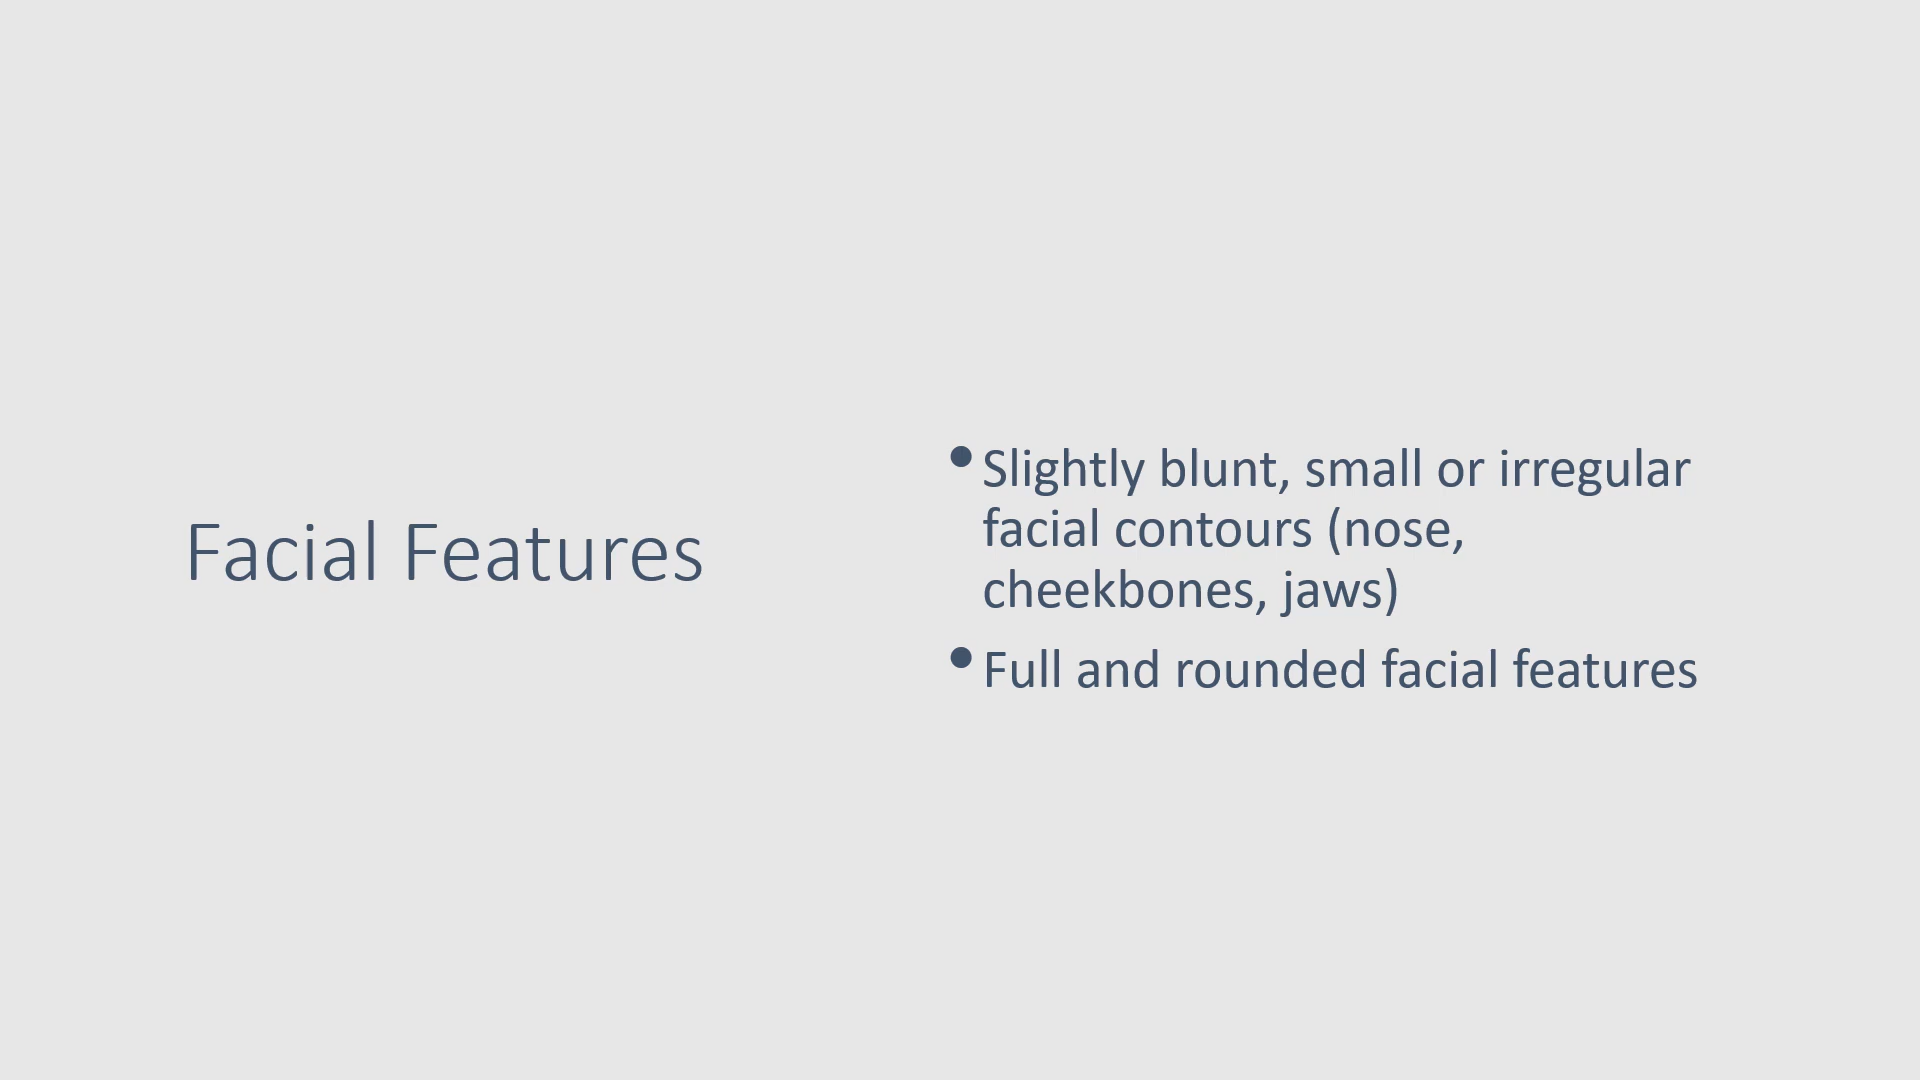 Facial Features
• Slightly blunt, small or irregular
facial contours (nose,
cheekbones, jaws)
• Full and rounded facial features